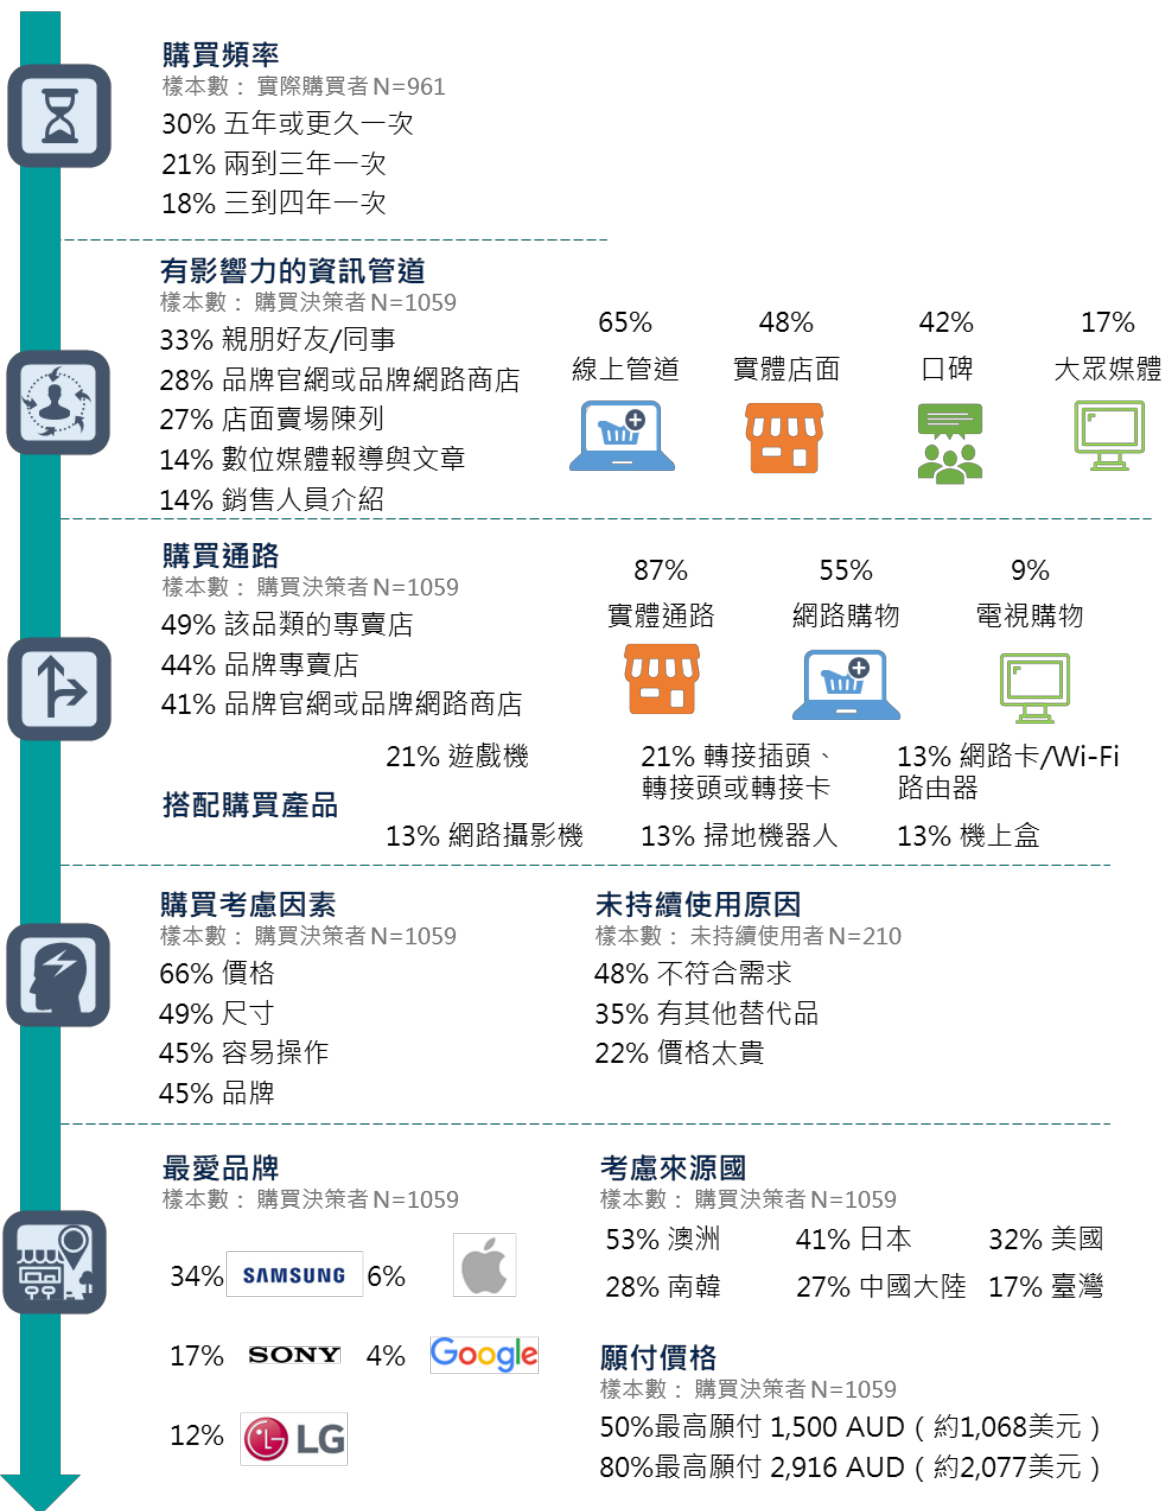 購買頻率
樣本數： 實際購買者 N=961
30% 五年或更久一次
21% 兩到三年一次
18% 三到四年一次
有影響力的資訊管道
樣本數： 購買決策者 N=1059
33% 親朋好友/同事
28% 品牌官網或品牌網路商店
27% 店面賣場陳列
14% 數位媒體報導與文章
14% 銷售人員介紹
65% 48% 42% 17%
線上管道 實體店面 口碑 大眾媒體
購買通路
樣本數： 購買決策者 N=1059
49% 該品類的專賣店
44% 品牌專賣店
41% 品牌官網或品牌網路商店
87% 55% 9%
實體通路 網路購物 電視購物
搭配購買產品
21% 遊戲機
21% 轉接插頭、
轉接頭或轉接卡
13% 網路卡/Wi-Fi
路由器
13% 網路攝影機
13% 掃地機器人
13% 機上盒
購買考慮因素
樣本數： 購買決策者 N=1059
66% 價格
49% 尺寸
45% 容易操作
45% 品牌
未持續使用原因
樣本數： 未持續使用者 N=210
48% 不符合需求
35% 有其他替代品
22% 價格太貴
最愛品牌
樣本數： 購買決策者 N=1059
34% SAMSUNG 6%
17% SONY 4% Google
12% LG
考慮來源國
樣本數： 購買決策者 N=1059
53% 澳洲 41% 日本 32% 美國
28% 南韓 27% 中國大陸 17% 臺灣
願付價格
樣本數： 購買決策者 N=1059
50%最高願付 1,500 AUD（約1,068美元）
80%最高願付 2,916 AUD（約2,077美元）